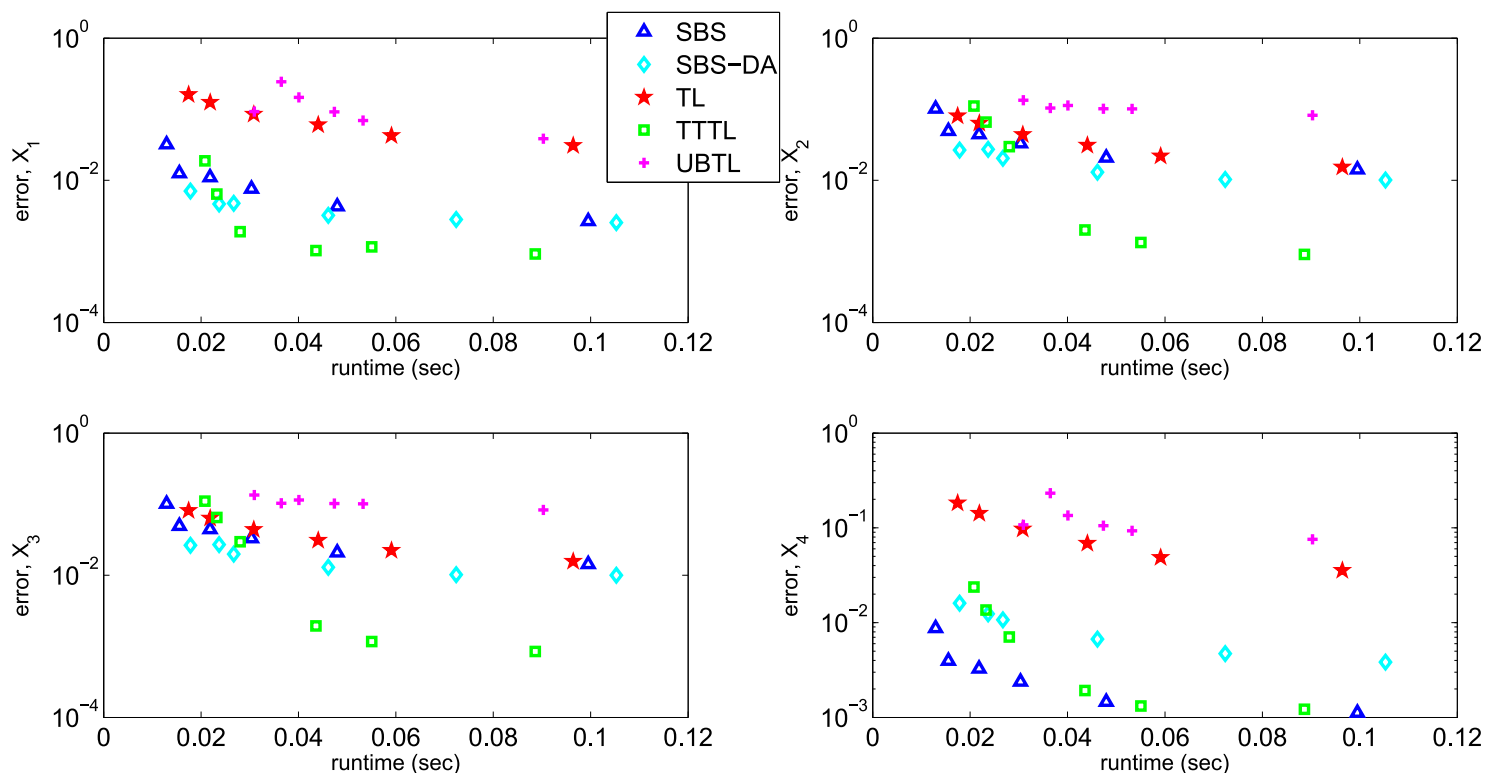 SBS
SBS−DA
TL
TTTL
UBTL
10^0
10^−2
10^−4
error, X_1
0 0.02 0.04 0.06 0.08 0.1 0.12
runtime (sec)
10^0
10^−2
10^−4
error, X_2
0 0.02 0.04 0.06 0.08 0.1 0.12
runtime (sec)
10^0
10^−2
10^−4
error, X_3
0 0.02 0.04 0.06 0.08 0.1 0.12
runtime (sec)
10^0
10^−1
10^−2
10^−3
error, X_4
0 0.02 0.04 0.06 0.08 0.1 0.12
runtime (sec)